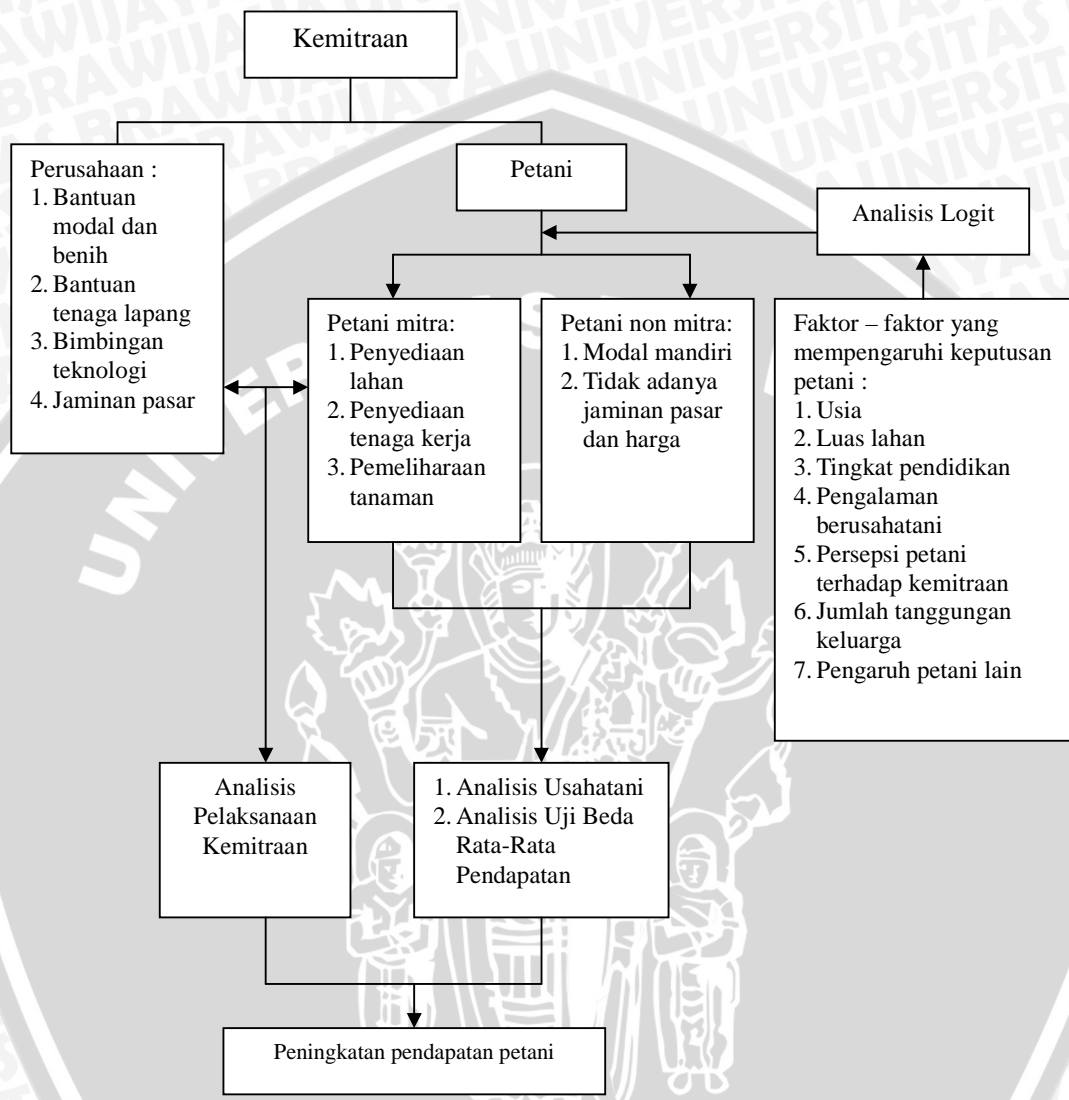 Kemitraan
Perusahaan :
1. Bantuan
modal dan
benih
2. Bantuan
tenaga lapang
3. Bimbingan
teknologi
4. Jaminan pasar
Petani
Analisis Logit
Petani mitra:
1. Penyediaan
lahan
2. Penyediaan
tenaga kerja
3. Pemeliharaan
tanaman
Petani non mitra:
1. Modal mandiri
2. Tidak adanya
jaminan pasar
dan harga
Faktor – faktor yang
mempengaruhi keputusan
petani :
1. Usia
2. Luas lahan
3. Tingkat pendidikan
4. Pengalaman
berusahatani
5. Persepsi petani
terhadap kemitraan
6. Jumlah tanggungan
keluarga
7. Pengaruh petani lain
Analisis
Pelaksanaan
Kemitraan
1. Analisis Usahatani
2. Analisis Uji Beda
Rata-Rata
Pendapatan
Peningkatan pendapatan petani